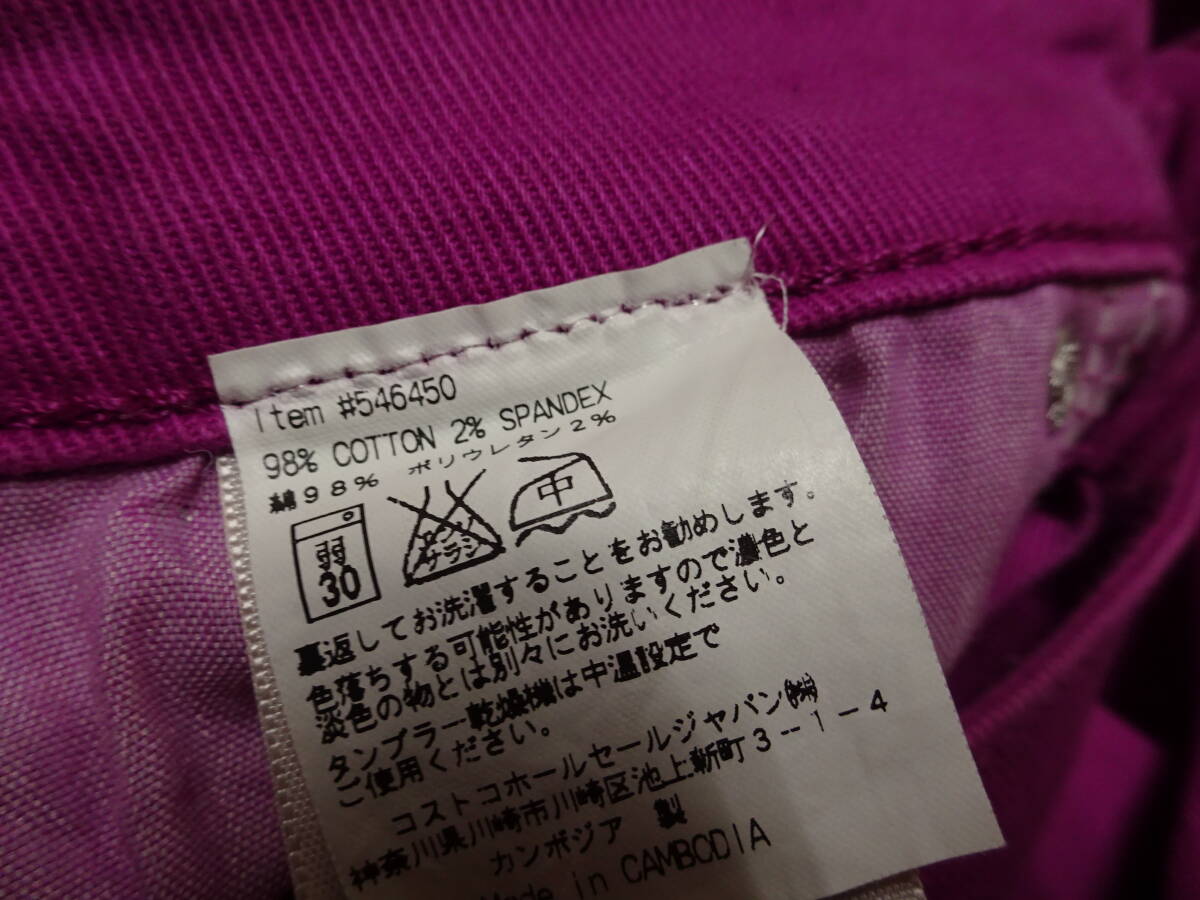 Item #546450
98% COTTON 2% SPANDEX
綿98% ポリウレタン2%
弱
30
エンソ
サラシ
中
裏返してお洗濯することをお勧めします。
色落ちする可能性がありますので濃色と
淡色の物とは別々にお洗いください。
タンブラー乾燥機は中温設定で
ご使用ください。
コストコホールセールジャパン㈱
神奈川県川崎市川崎区池上新町3-1-4
カンボジア 製
Made in CAMBODIA